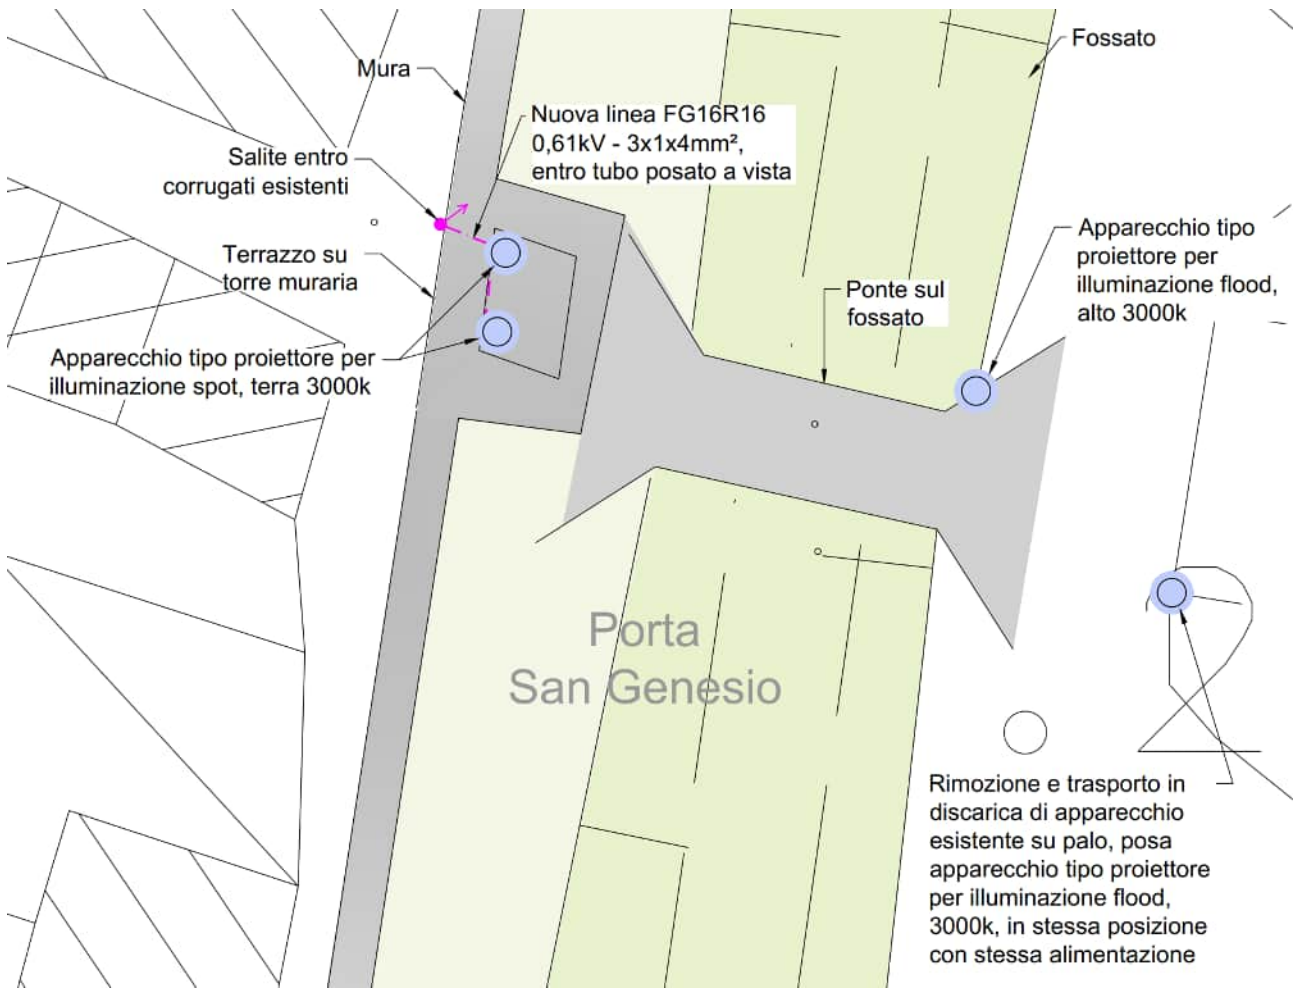 Fossato
Mura
Nuova linea FG16R16
0,61kV - 3x1x4mm²,
entro tubo posato a vista
Salite entro
corrugati esistenti
Terrazzo su
torre muraria
Apparecchio tipo
proiettore per
illuminazione flood,
alto 3000k
Ponte sul
fossato
Apparecchio tipo proiettore per
illuminazione spot, terra 3000k
Porta
San Genesio
Rimozione e trasporto in
discarica di apparecchio
esistente su palo, posa
apparecchio tipo proiettore
per illuminazione flood,
3000k, in stessa posizione
con stessa alimentazione